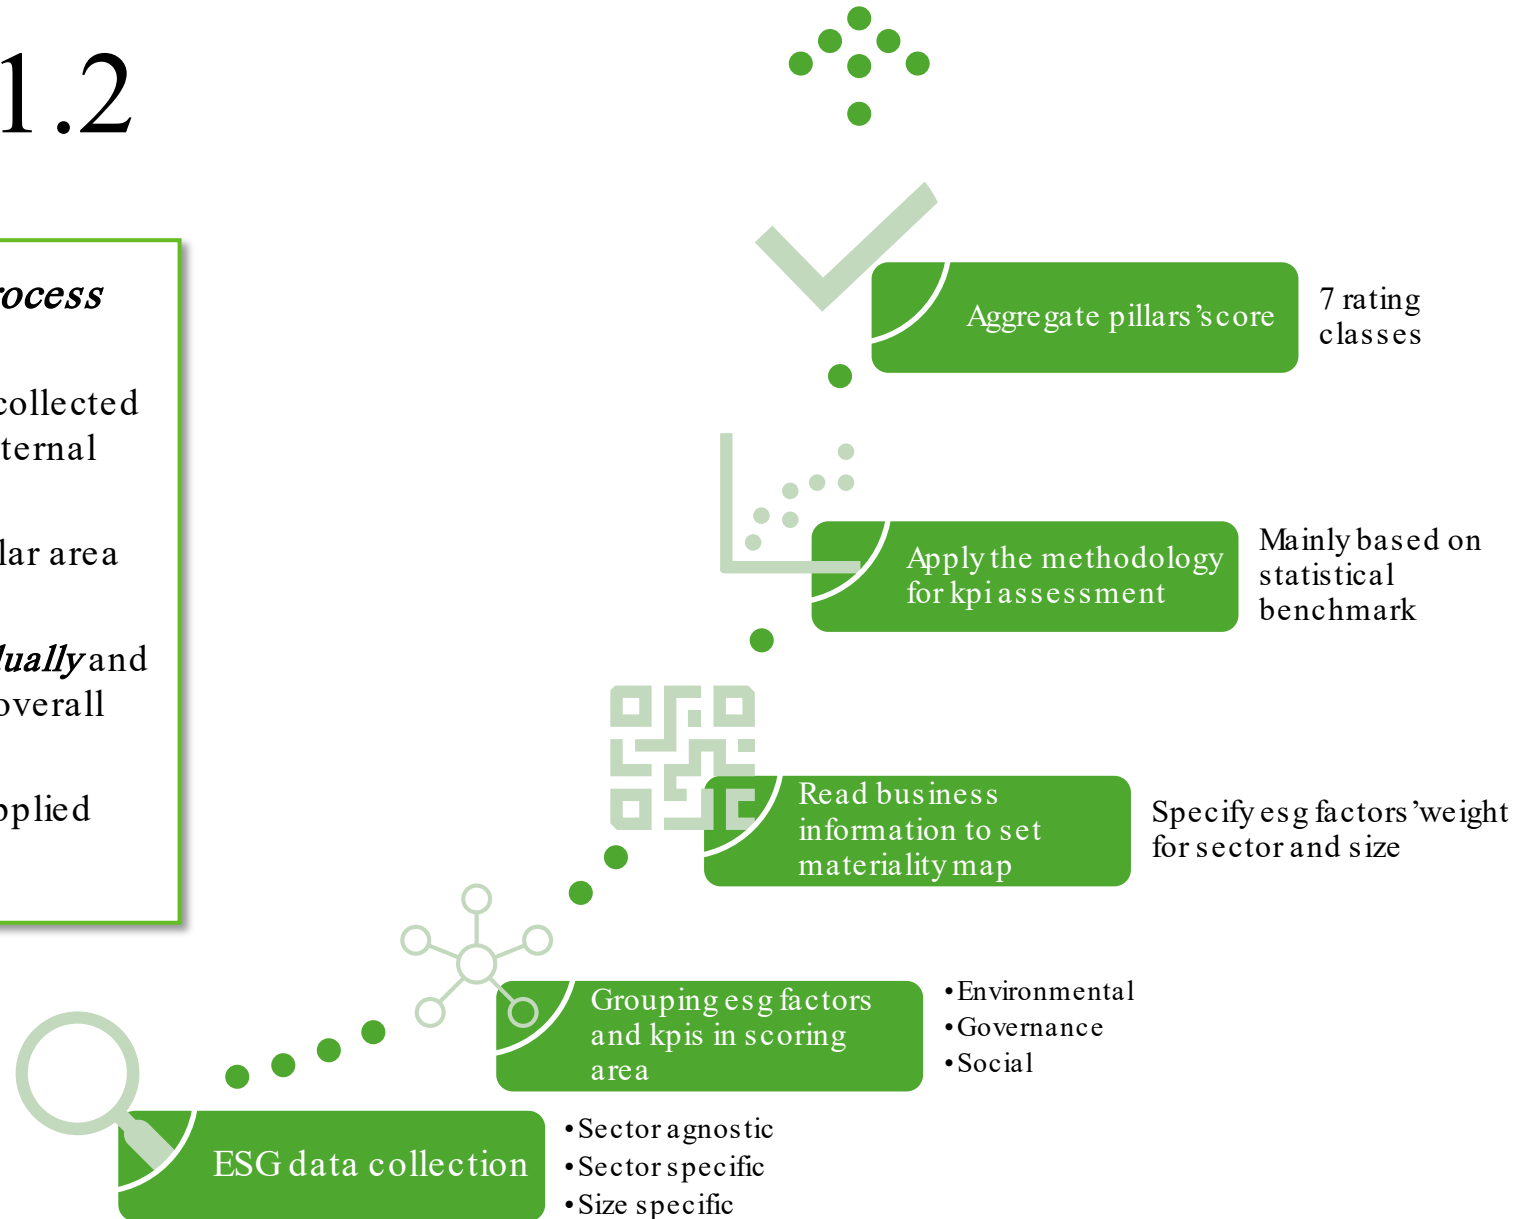 1.2
rocess
collected
ternal
lar area
lually and
overall
pplied
Aggregate pillars’score
7 rating
classes
Apply the methodology
for kpi assessment
Mainly based on
statistical
benchmark
Read business
information to set
materiality map
Specify esg factors’weight
for sector and size
Grouping esg factors
and kpis in scoring
area
•Environmental
•Governance
•Social
ESG data collection
•Sector agnostic
•Sector specific
•Size specific